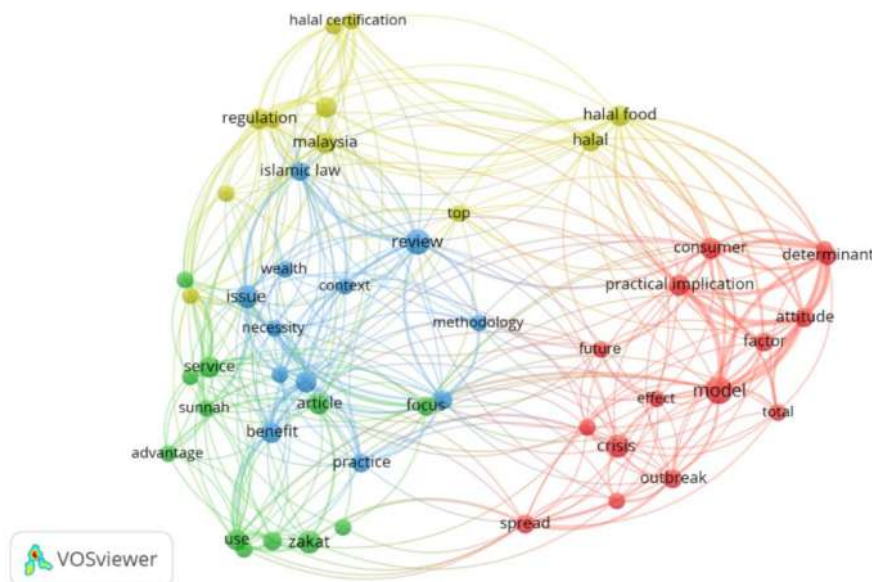 halal certification
regulation
halal food
malaysia
halal
islamic law
top
review
consumer
determinant
wealth
context
practical implication
issue
attitude
necessity
methodology
future
factor
service
model
effect
sunnah
article
focus
total
benefit
crisis
advantage
practice
outbreak
spread
use
zakat
VOSviewer